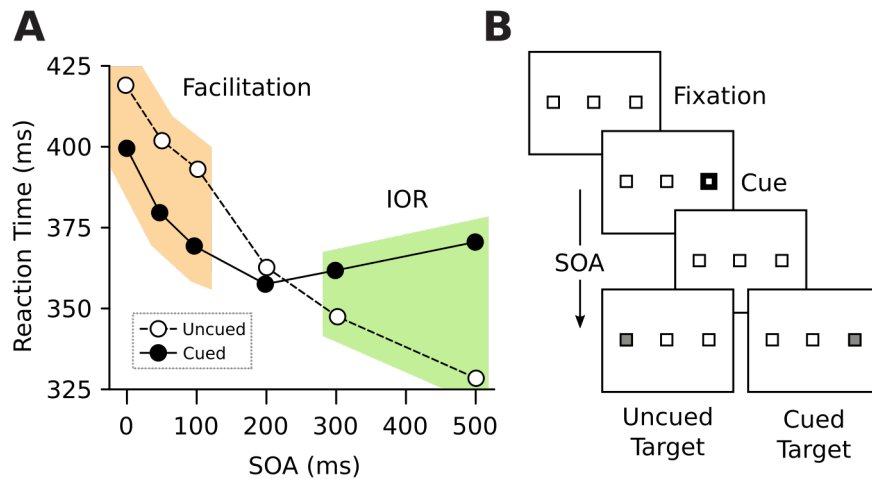 A
Reaction Time (ms)
425
400
375
350
325
Facilitation
IOR
Uncued
Cued
0
100
200
300
400
500
SOA (ms)
B
Fixation
Cue
SOA
Uncued
Target
Cued
Target